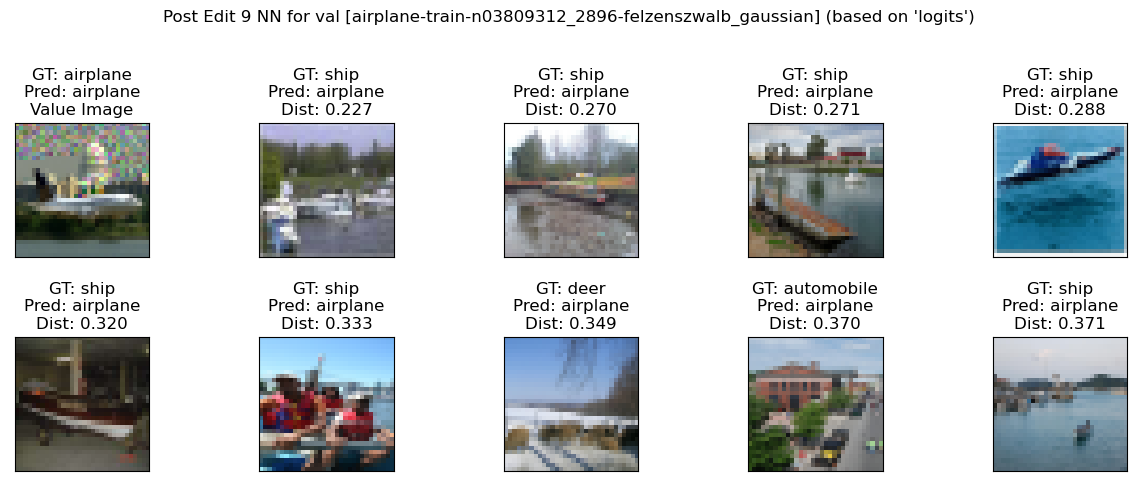 Post Edit 9 NN for val [airplane-train-n03809312_2896-felzenszwalb_gaussian] (based on 'logits')
GT: airplane
Pred: airplane
Value Image
GT: ship
Pred: airplane
Dist: 0.227
GT: ship
Pred: airplane
Dist: 0.270
GT: ship
Pred: airplane
Dist: 0.271
GT: ship
Pred: airplane
Dist: 0.288
GT: ship
Pred: airplane
Dist: 0.320
GT: ship
Pred: airplane
Dist: 0.333
GT: deer
Pred: airplane
Dist: 0.349
GT: automobile
Pred: airplane
Dist: 0.370
GT: ship
Pred: airplane
Dist: 0.371